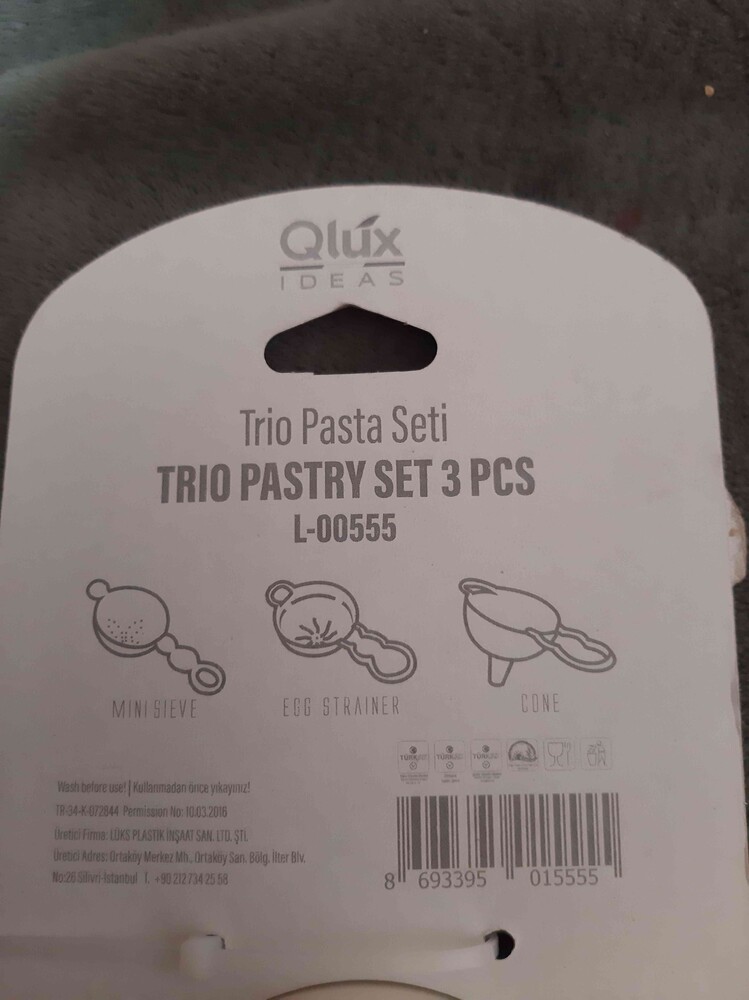 Qlux
IDEAS
Trio Pasta Seti
TRIO PASTRY SET 3 PCS
L-00555
MINI SIEVE
EGG STRAINER
CONE
Wash before use! | Kullanmadan önce yıkayınız!
TR-34-K-072844 Permission No: 10.03.2016
Üretici Firma: LÜKS PLASTİK İNŞAAT SAN. LTD. ŞTİ.
Üretici Adres: Ortaköy Merkez Mh., Ortaköy San. Bölg. İlter Blv.
No:26 Silivri-İstanbul T. +90 212 734 25 58
8 693395 015555